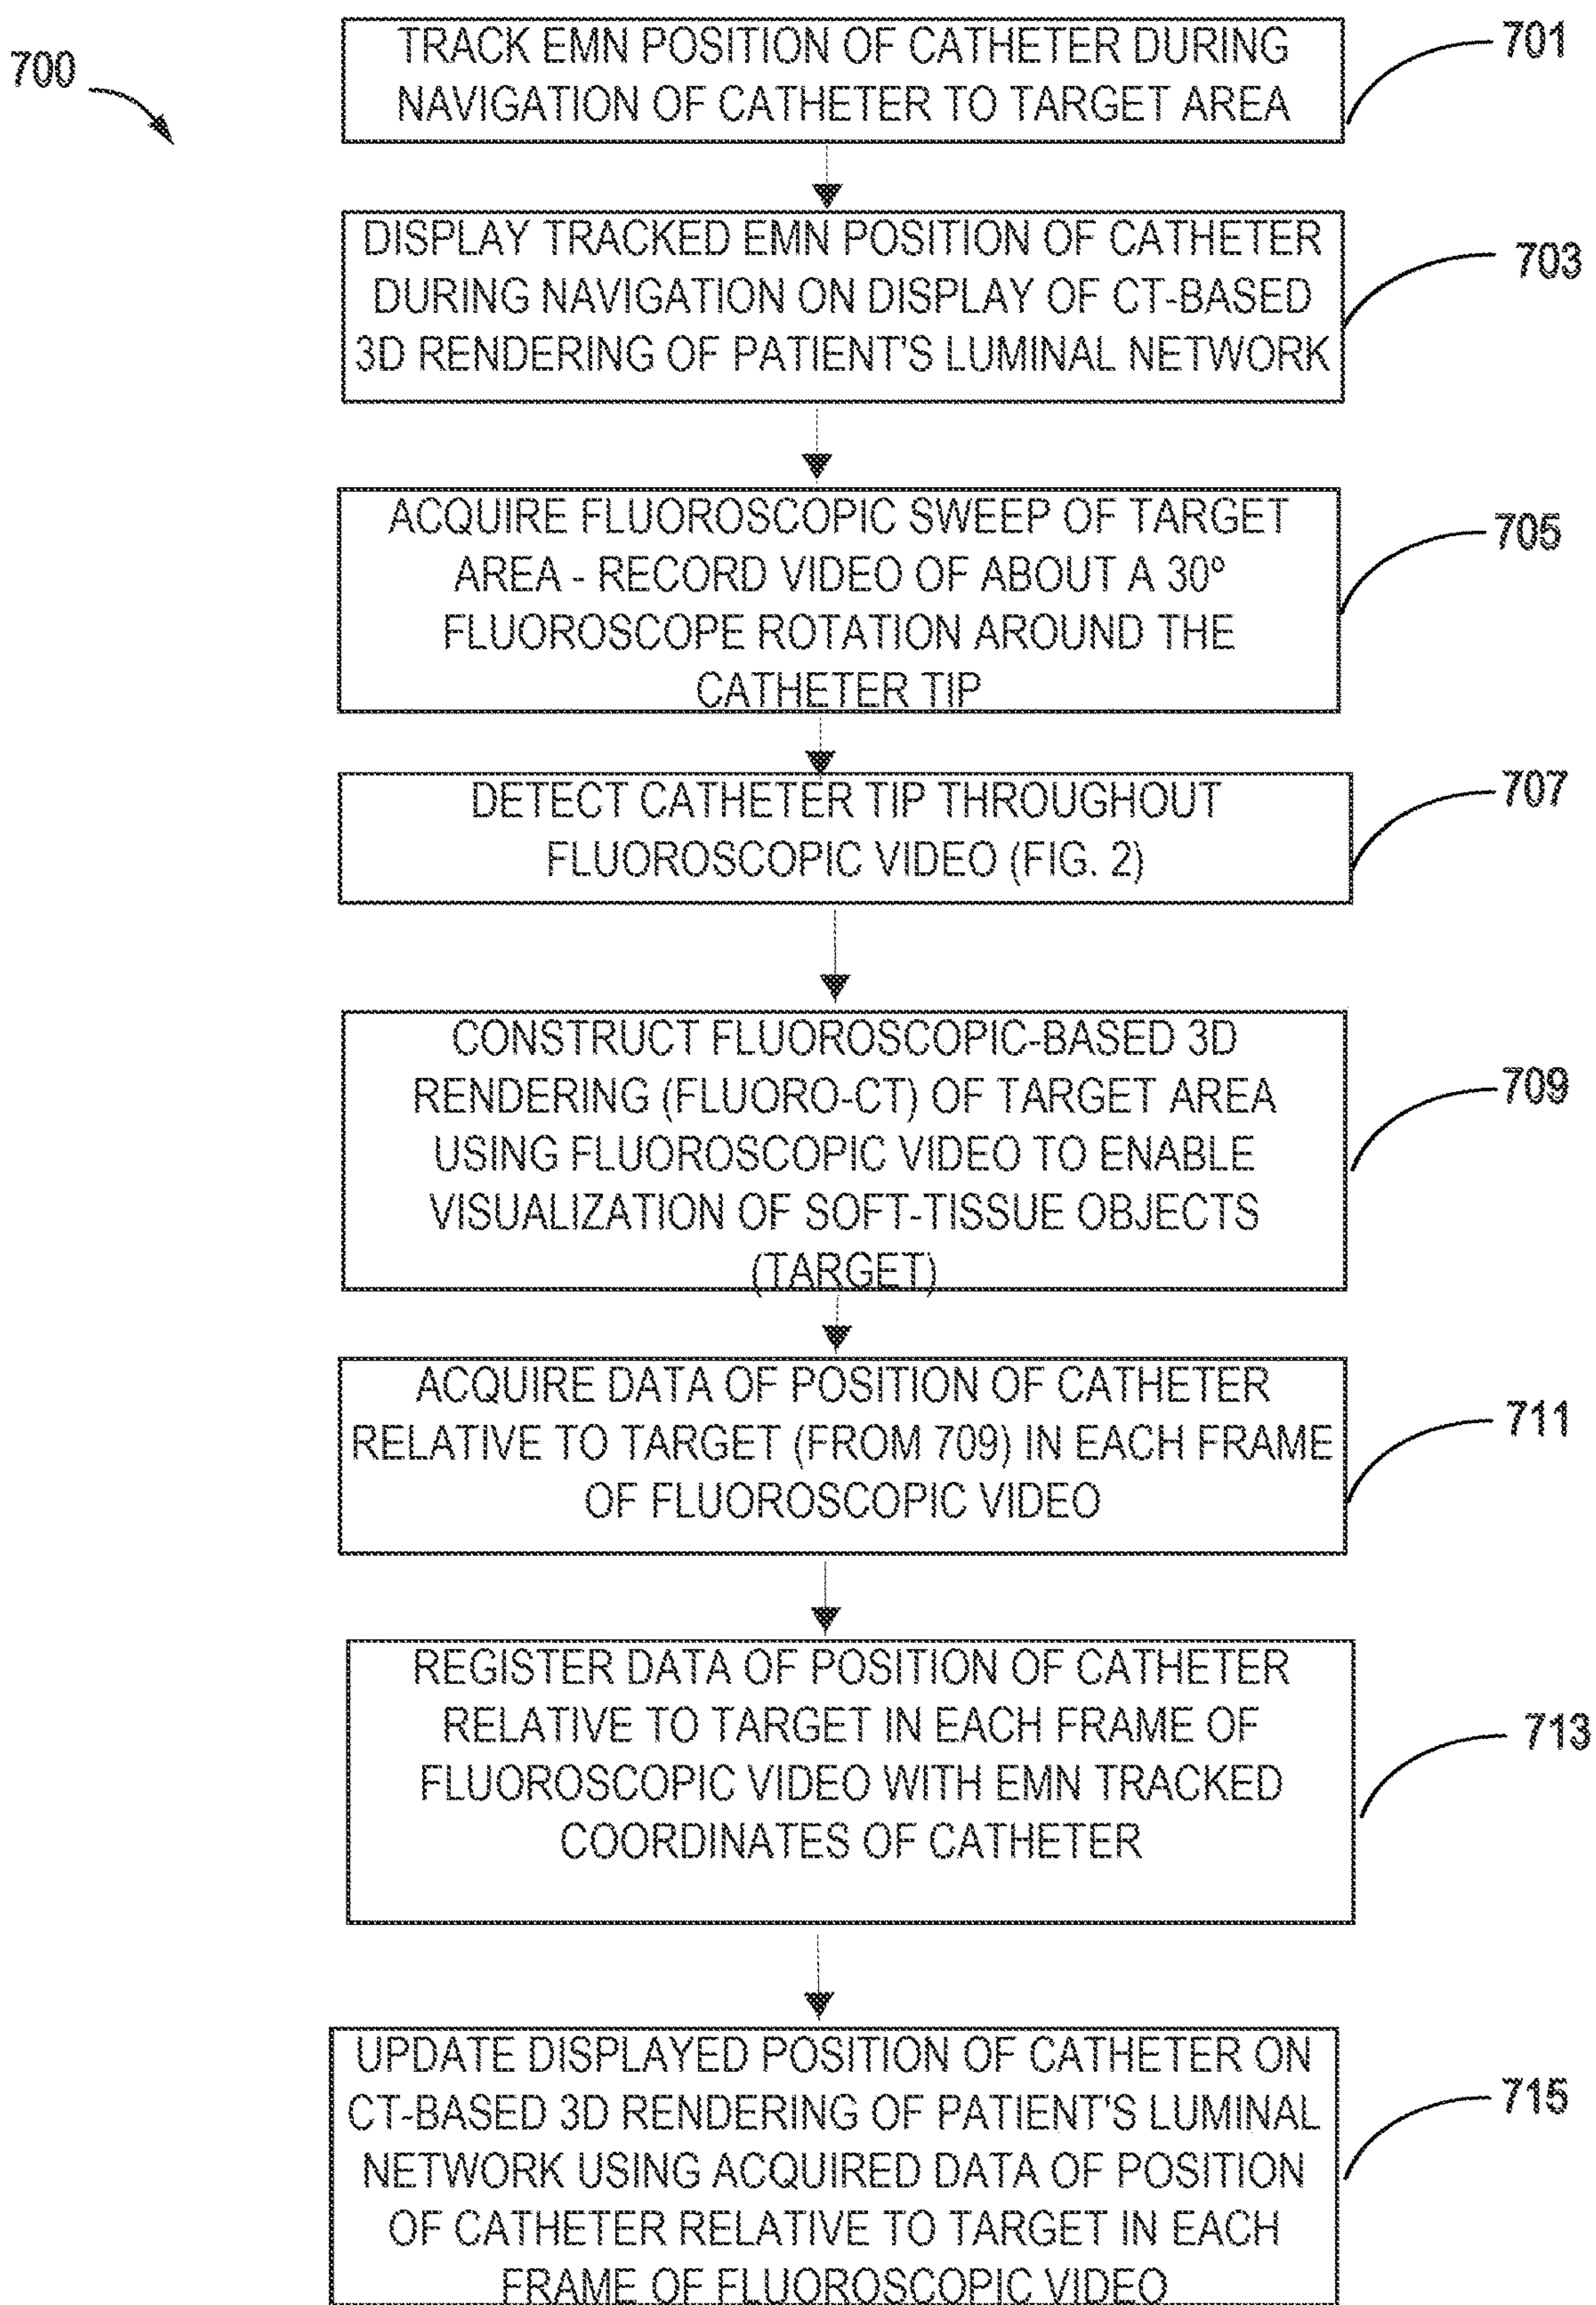 700
TRACK EMN POSITION OF CATHETER DURING
NAVIGATION OF CATHETER TO TARGET AREA
701
DISPLAY TRACKED EMN POSITION OF CATHETER
DURING NAVIGATION ON DISPLAY OF CT-BASED
3D RENDERING OF PATIENT'S LUMINAL NETWORK
703
ACQUIRE FLUOROSCOPIC SWEEP OF TARGET
AREA - RECORD VIDEO OF ABOUT A 30º
FLUOROSCOPE ROTATION AROUND THE
CATHETER TIP
705
DETECT CATHETER TIP THROUGHOUT
FLUOROSCOPIC VIDEO (FIG. 2)
707
CONSTRUCT FLUOROSCOPIC-BASED 3D
RENDERING (FLUORO-CT) OF TARGET AREA
USING FLUOROSCOPIC VIDEO TO ENABLE
VISUALIZATION OF SOFT-TISSUE OBJECTS
(TARGET)
709
ACQUIRE DATA OF POSITION OF CATHETER
RELATIVE TO TARGET (FROM 709) IN EACH FRAME
OF FLUOROSCOPIC VIDEO
711
REGISTER DATA OF POSITION OF CATHETER
RELATIVE TO TARGET IN EACH FRAME OF
FLUOROSCOPIC VIDEO WITH EMN TRACKED
COORDINATES OF CATHETER
713
UPDATE DISPLAYED POSITION OF CATHETER ON
CT-BASED 3D RENDERING OF PATIENT'S LUMINAL
NETWORK USING ACQUIRED DATA OF POSITION
OF CATHETER RELATIVE TO TARGET IN EACH
FRAME OF FLUOROSCOPIC VIDEO
715